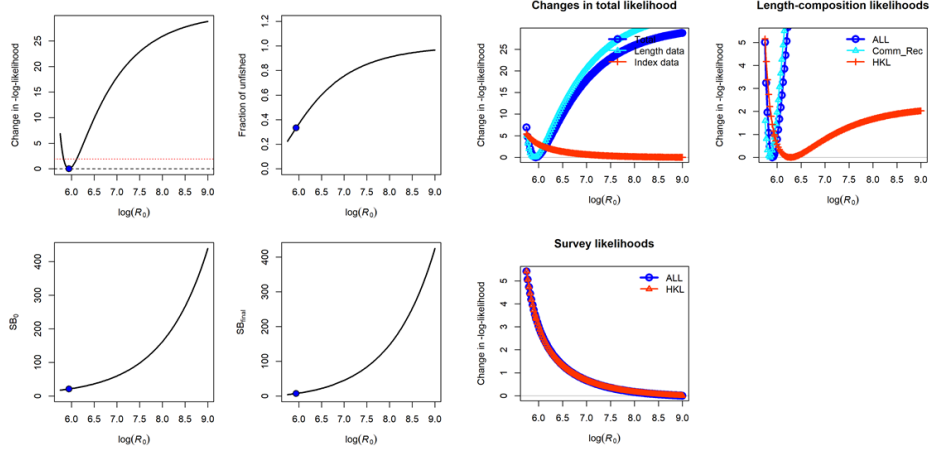 Changes in total likelihood
Length-composition likelihoods
Change in -log-likelihood
0 5 10 15 20 25
6.0 6.5 7.0 7.5 8.0 8.5 9.0
log(R₀)
Fraction of unfished
0.0 0.2 0.4 0.6 0.8 1.0 1.2
6.0 6.5 7.0 7.5 8.0 8.5 9.0
log(R₀)
Change in -log-likelihood
0 5 10 15 20 25 30
Total
Length data
Index data
6.0 6.5 7.0 7.5 8.0 8.5 9.0
log(R₀)
Change in -log-likelihood
0 1 2 3 4 5
ALL
Comm_Rec
HKL
6.0 6.5 7.0 7.5 8.0 8.5 9.0
log(R₀)
SB₀
0 100 200 300 400
6.0 6.5 7.0 7.5 8.0 8.5 9.0
log(R₀)
SBfinal
0 100 200 300 400
6.0 6.5 7.0 7.5 8.0 8.5 9.0
log(R₀)
Survey likelihoods
Change in -log-likelihood
0 1 2 3 4 5
ALL
HKL
6.0 6.5 7.0 7.5 8.0 8.5 9.0
log(R₀)